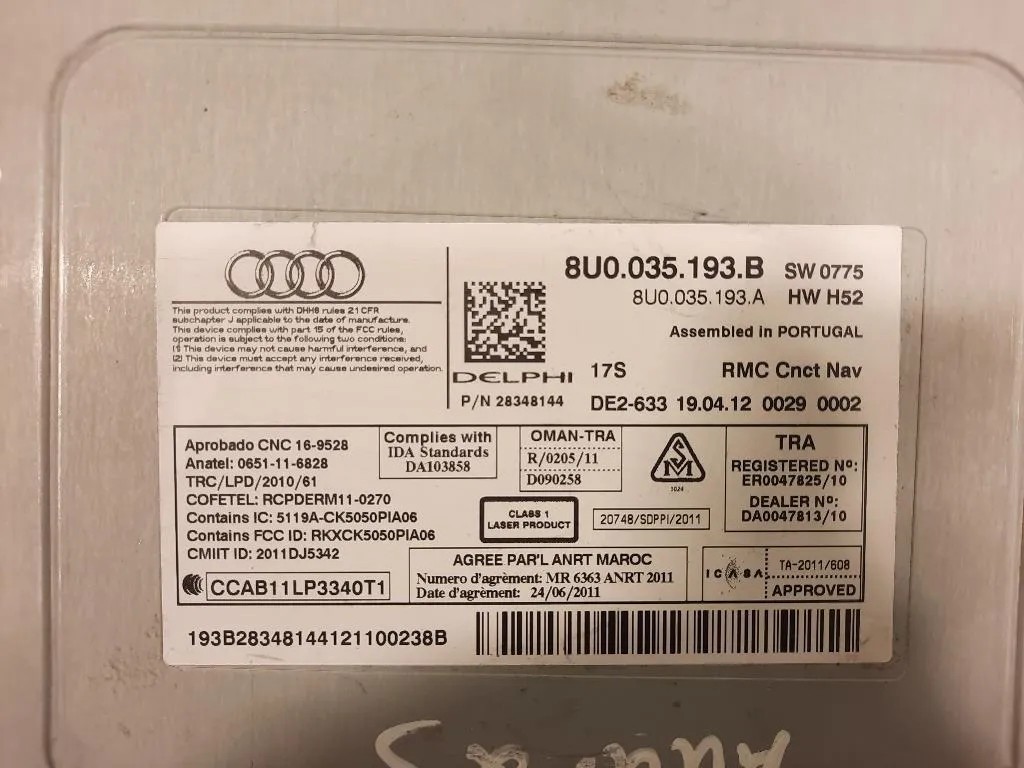 This product complies with DHHS rules 21 CFR
subchapter J applicable to the date of manufacture.
This device complies with part 15 of the FCC rules,
operation is subject to the following two conditions:
(1) This device may not cause harmful interference, and
(2) This device must accept any interference received,
including interference that may cause undesired operation.
DELPHI
P/N 28348144
8U0.035.193.B SW 0775
8U0.035.193.A HW H52
Assembled in PORTUGAL
17S RMC Cnct Nav
DE2-633 19.04.12 0029 0002
Aprobado CNC 16-9528
Anatel: 0651-11-6828
TRC/LPD/2010/61
COFETEL: RCPDERM11-0270
Contains IC: 5119A-CK5050PIA06
Contains FCC ID: RKXCK5050PIA06
CMIIT ID: 2011DJ5342
CCAB11LP3340T1
Complies with
IDA Standards
DA103858
OMAN-TRA
R/0205/11
D090258
CLASS 1
LASER PRODUCT
SM
1024
20748/SDPPI/2011
TRA
REGISTERED Nº:
ER0047825/10
DEALER Nº:
DA0047813/10
AGREE PAR'L ANRT MAROC
Numero d'agrèment: MR 6363 ANRT 2011
Date d'agrèment: 24/06/2011
ICASA
TA-2011/608
APPROVED
193B28348144121100238B